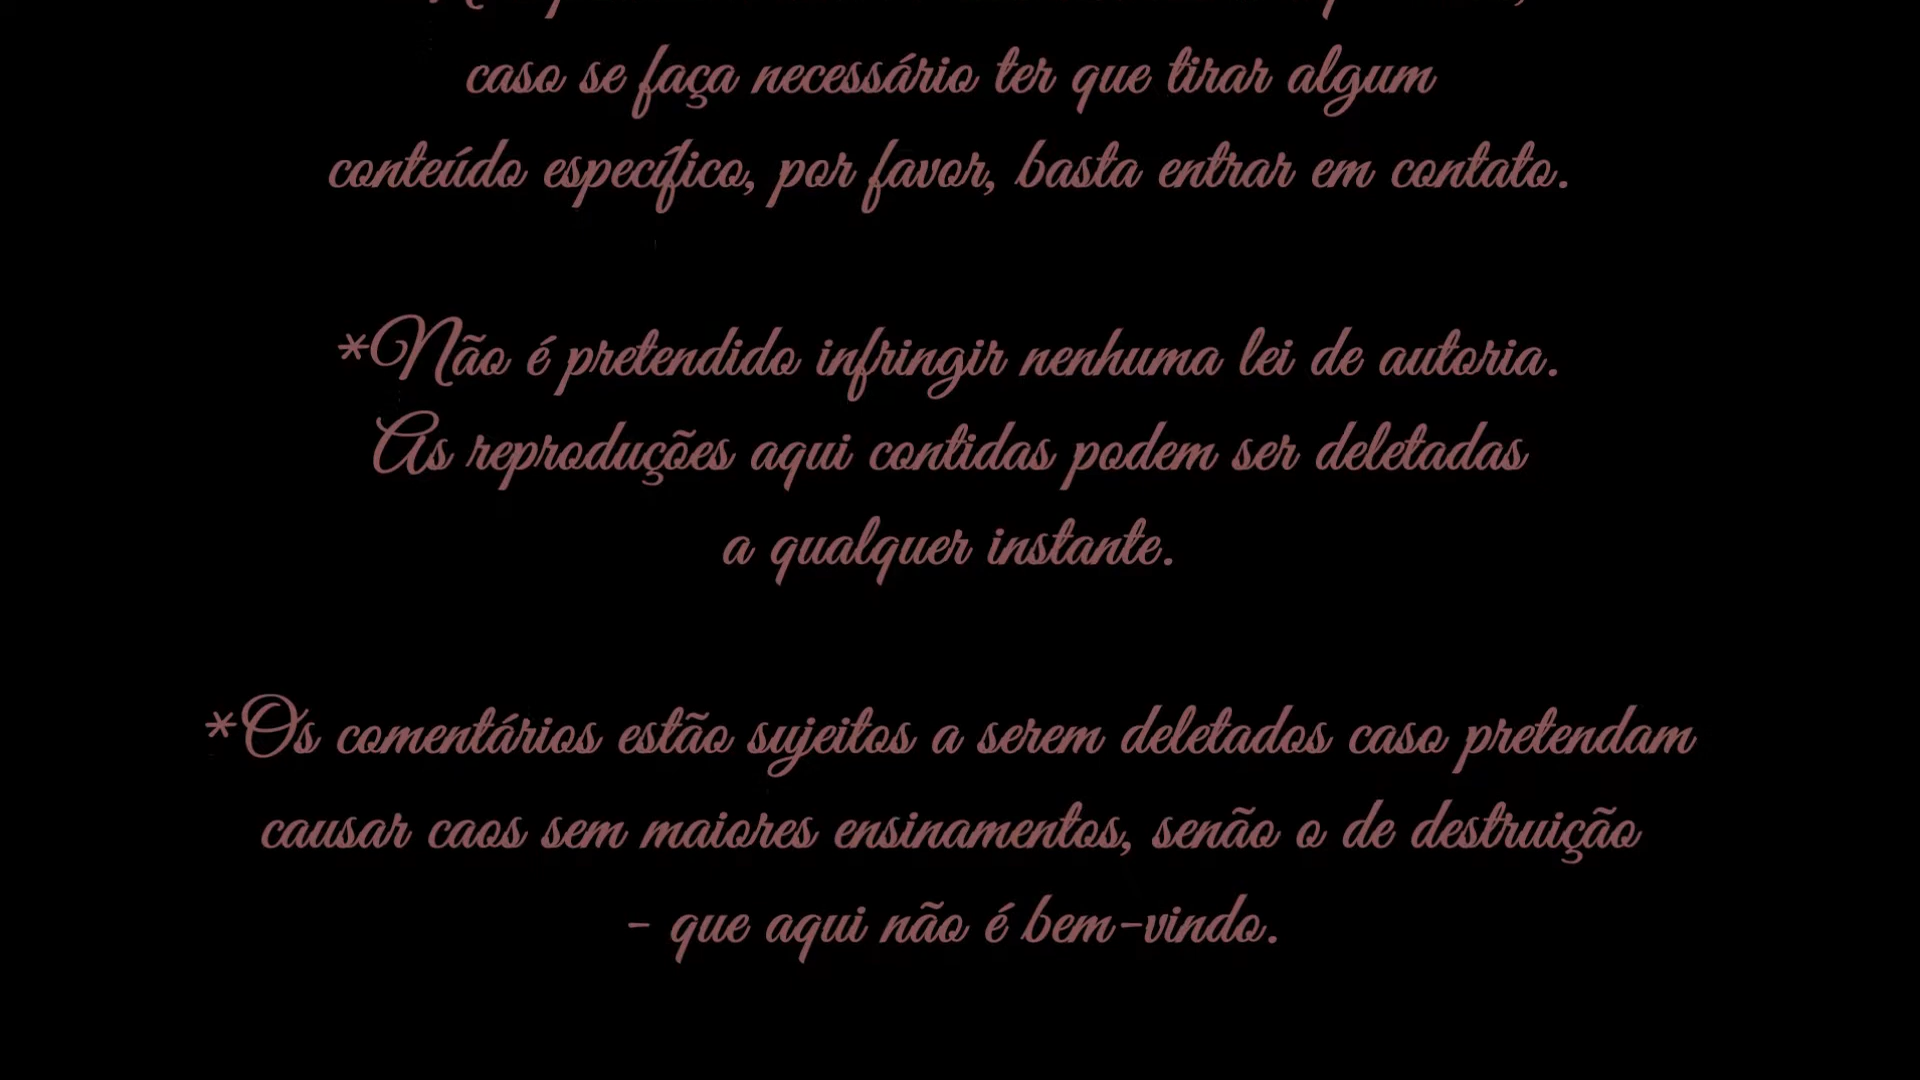 caso se faça necessário ter que tirar algum
conteúdo específico, por favor, basta entrar em contato.
*Não é pretendido infringir nenhuma lei de autoria.
As reproduções aqui contidas podem ser deletadas
a qualquer instante.
*Os comentários estão sujeitos a serem deletados caso pretendam
causar caos sem maiores ensinamentos, senão o de destruição
- que aqui não é bem-vindo.